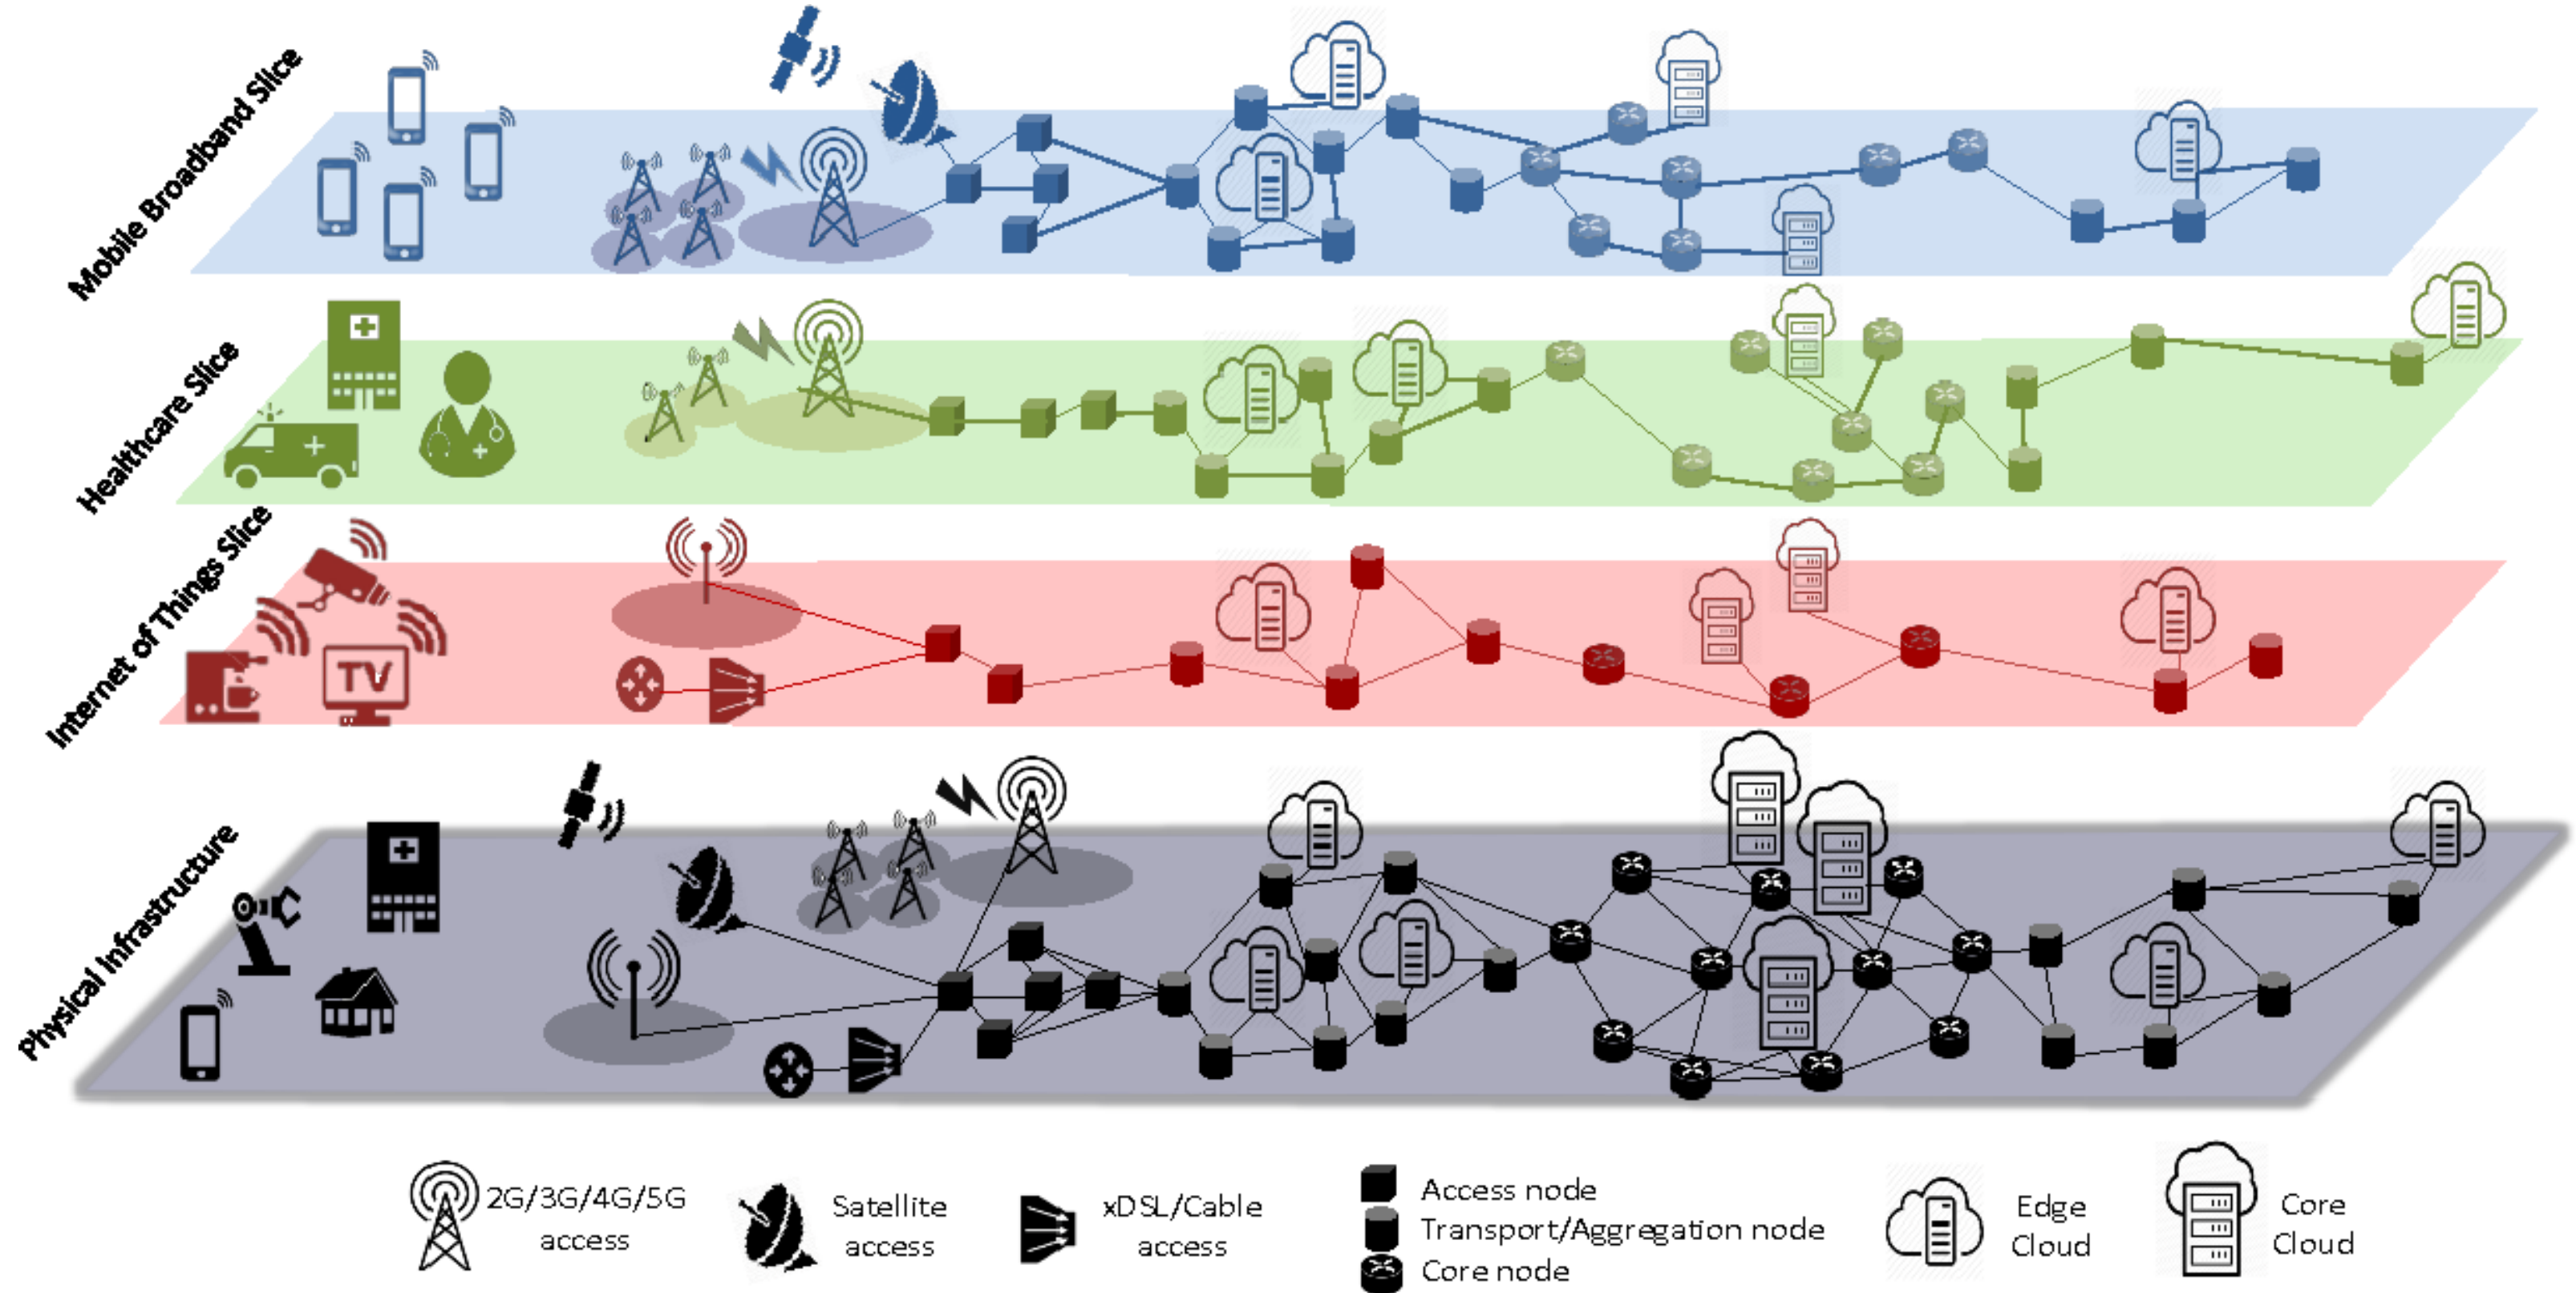 Mobile Broadband Slice
Healthcare Slice
Internet of Things Slice
TV
Physical Infrastructure
2G/3G/4G/5G
access
Satellite
access
xDSL/Cable
access
Access node
Transport/Aggregation node
Core node
Edge
Cloud
Core
Cloud